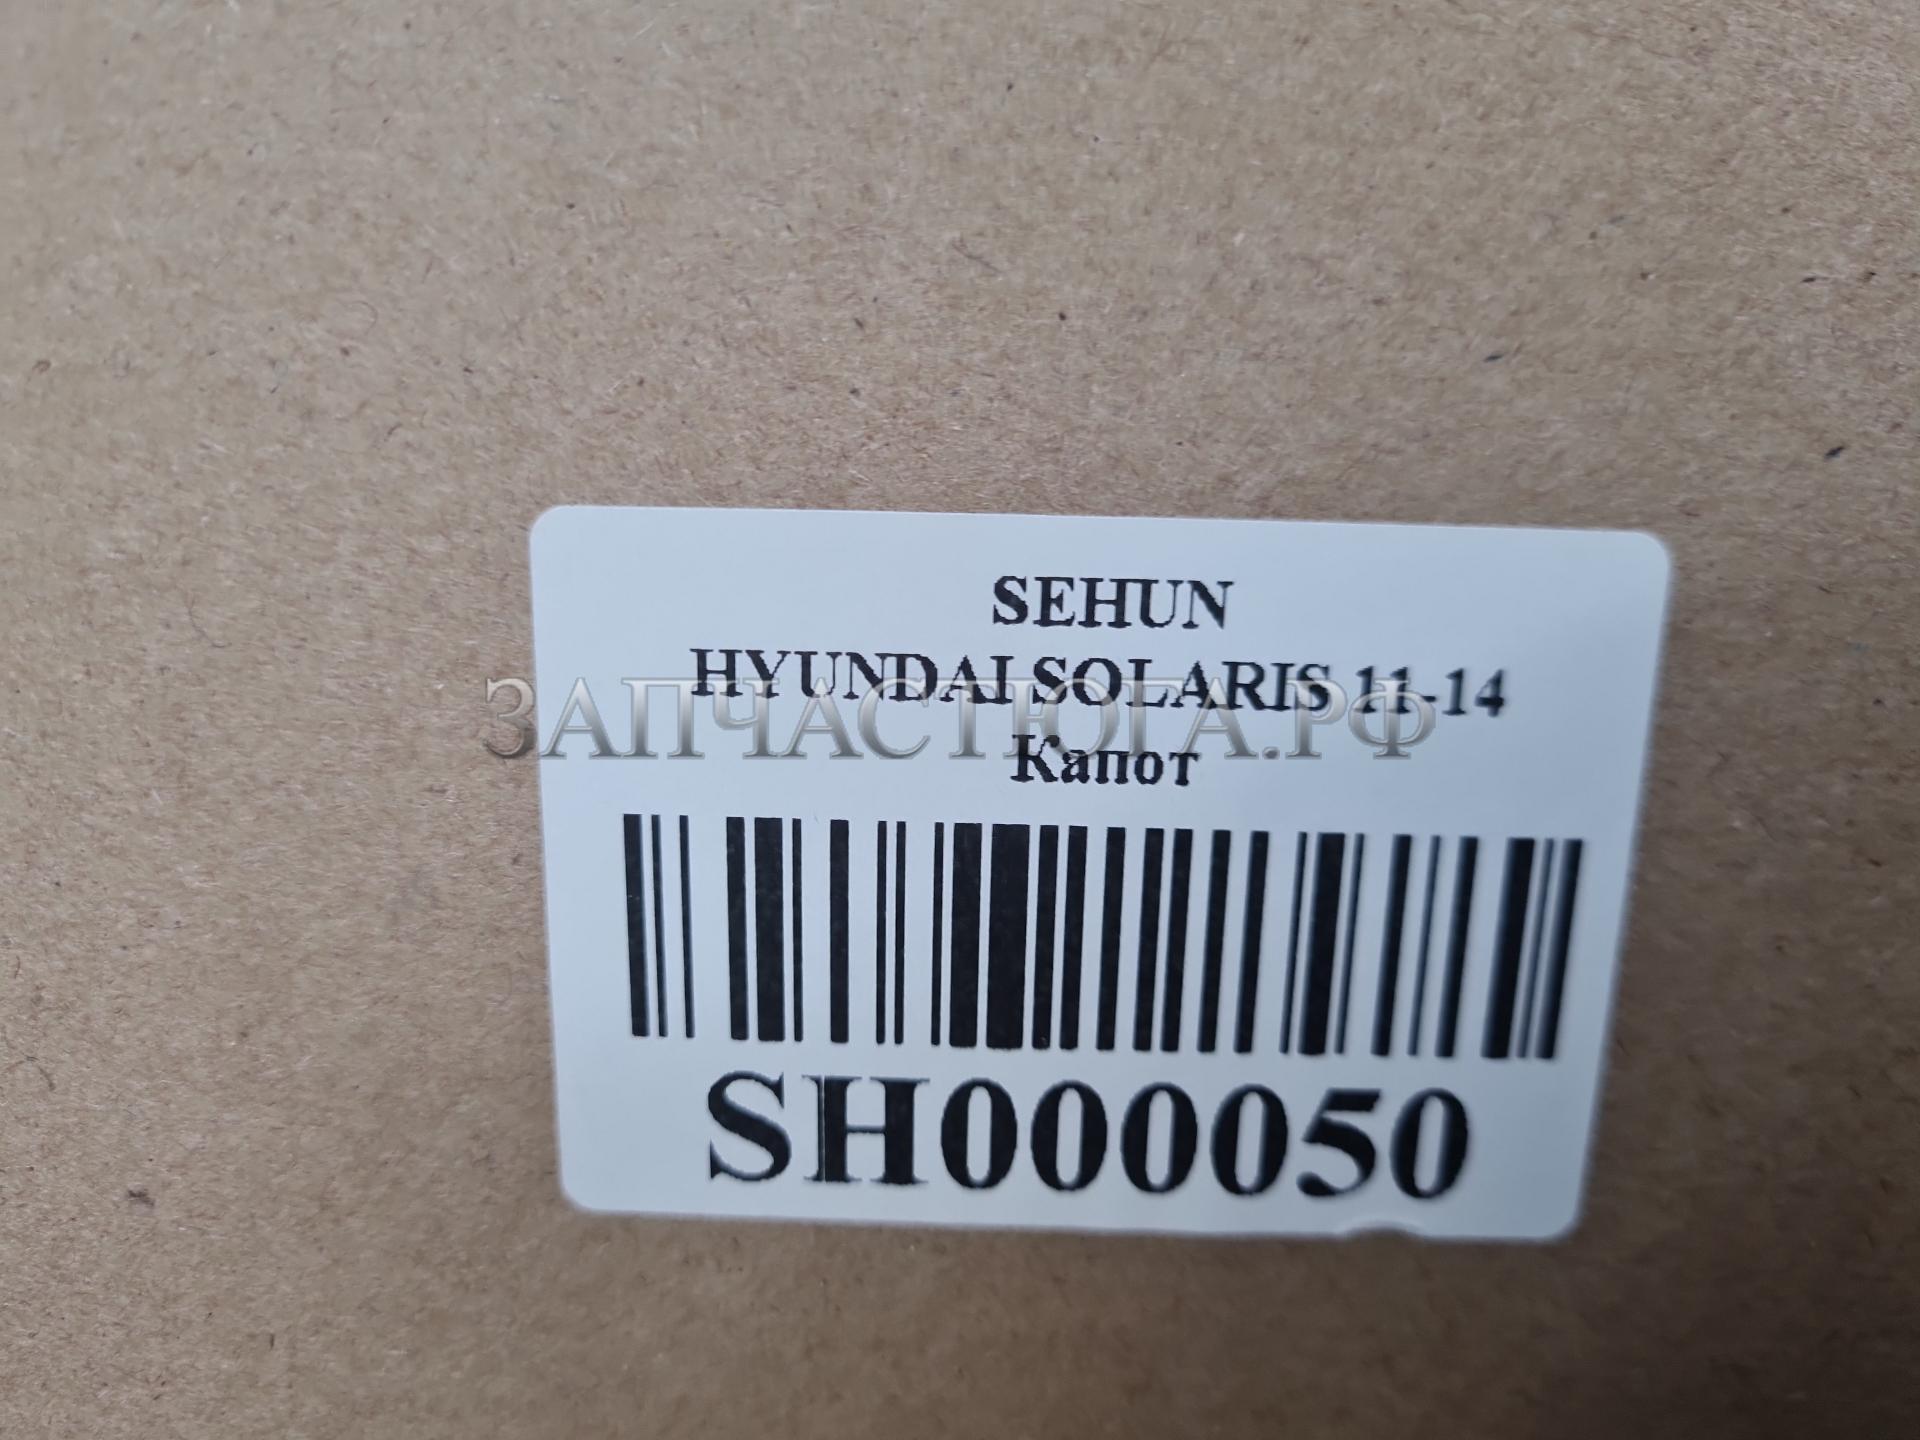 SEHUN
HYUNDAI SOLARIS 11-14
ЗАПЧАСТЮГА.РФ
Капот
SH000050